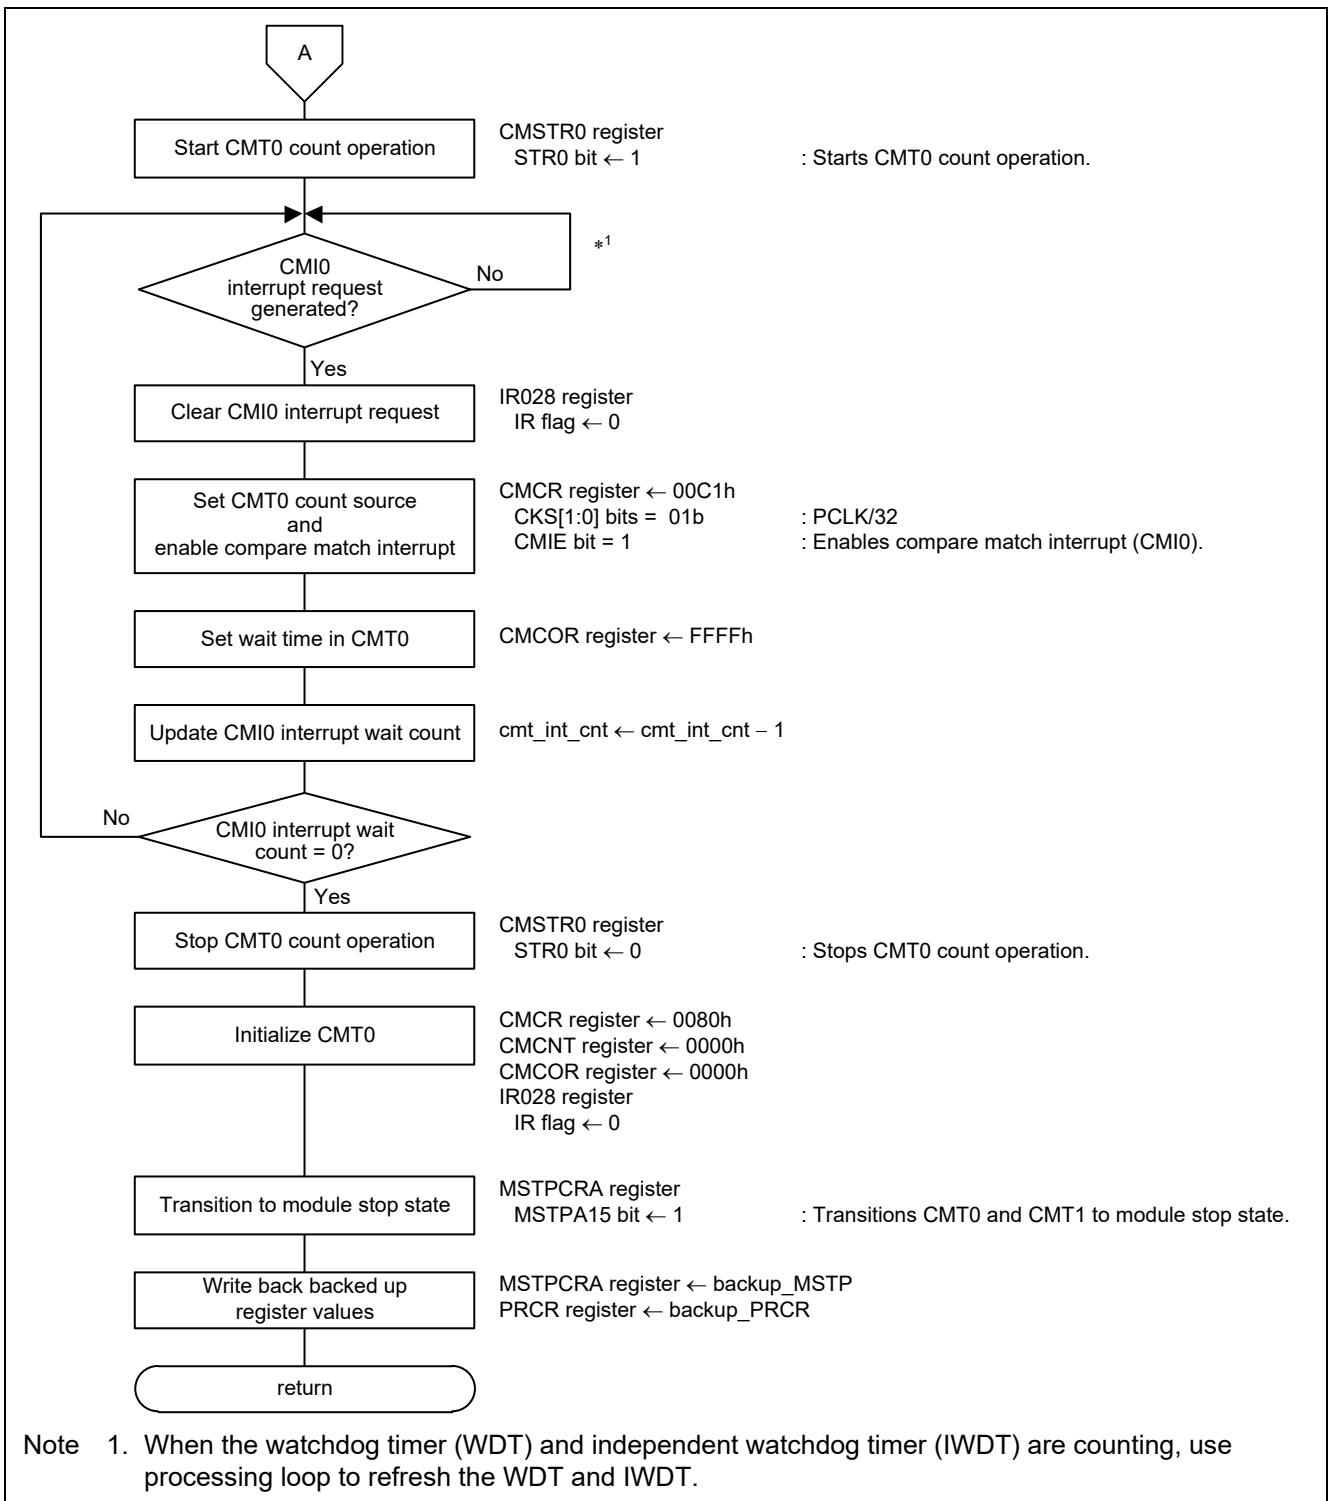 A
Start CMT0 count operation
CMSTR0 register
STR0 bit ← 1 : Starts CMT0 count operation.
*1
CMI0
interrupt request
generated?
No
Yes
Clear CMI0 interrupt request
IR028 register
IR flag ← 0
Set CMT0 count source
and
enable compare match interrupt
CMCR register ← 00C1h
CKS[1:0] bits = 01b : PCLK/32
CMIE bit = 1 : Enables compare match interrupt (CMI0).
Set wait time in CMT0
CMCOR register ← FFFFh
Update CMI0 interrupt wait count
cmt_int_cnt ← cmt_int_cnt – 1
No
CMI0 interrupt wait
count = 0?
Yes
Stop CMT0 count operation
CMSTR0 register
STR0 bit ← 0 : Stops CMT0 count operation.
Initialize CMT0
CMCR register ← 0080h
CMCNT register ← 0000h
CMCOR register ← 0000h
IR028 register
IR flag ← 0
Transition to module stop state
MSTPCRA register
MSTPA15 bit ← 1 : Transitions CMT0 and CMT1 to module stop state.
Write back backed up
register values
MSTPCRA register ← backup_MSTP
PRCR register ← backup_PRCR
return
Note 1. When the watchdog timer (WDT) and independent watchdog timer (IWDT) are counting, use
processing loop to refresh the WDT and IWDT.